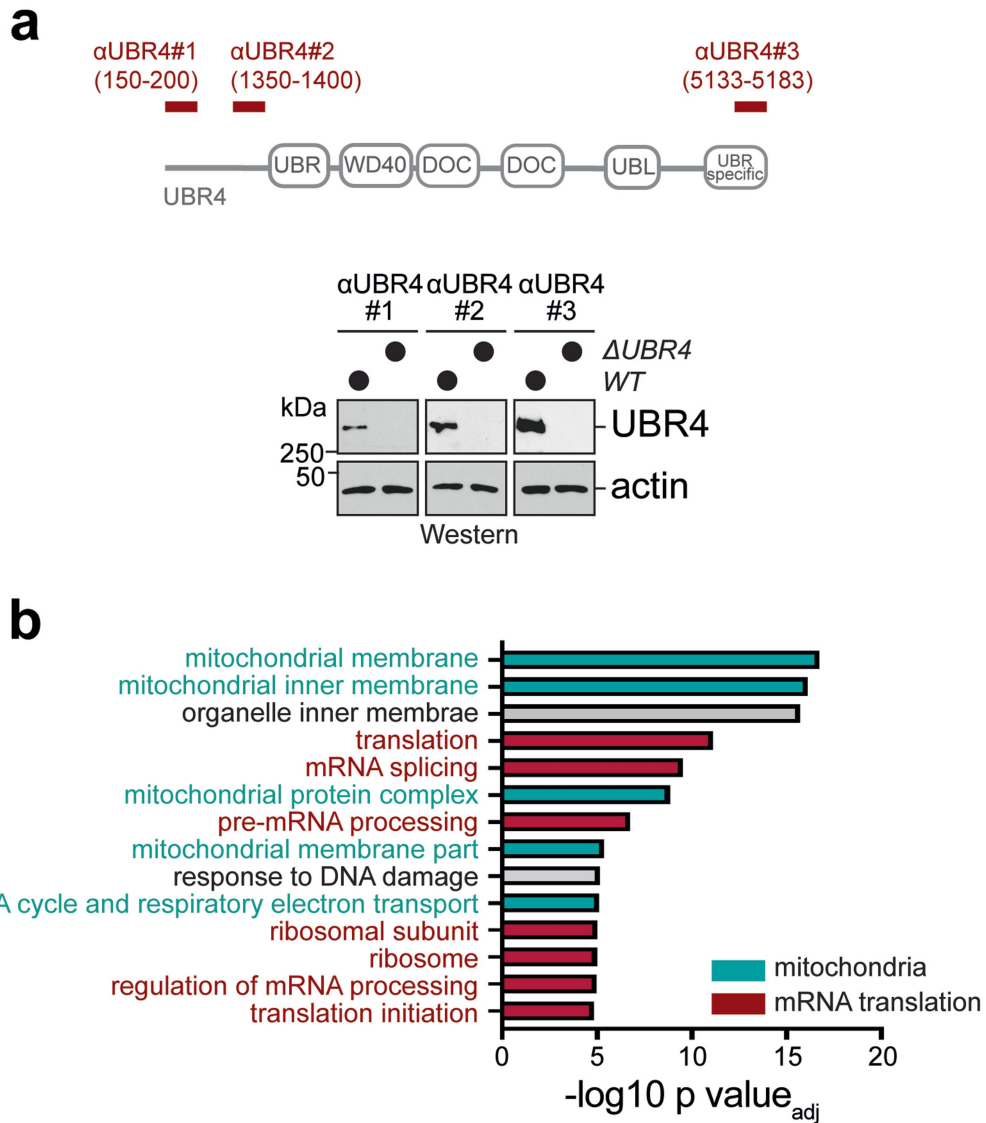 a
αUBR4#1
(150-200)
αUBR4#2
(1350-1400)
αUBR4#3
(5133-5183)
UBR
WD40
DOC
DOC
UBL
UBR
specific
UBR4
αUBR4
#1
αUBR4
#2
αUBR4
#3
ΔUBR4
WT
kDa
250
50
UBR4
actin
Western
b
mitochondrial membrane
mitochondrial inner membrane
organelle inner membrae
translation
mRNA splicing
mitochondrial protein complex
pre-mRNA processing
mitochondrial membrane part
response to DNA damage
A cycle and respiratory electron transport
ribosomal subunit
ribosome
regulation of mRNA processing
translation initiation
mitochondria
mRNA translation
0 5 10 15 20
-log10 p value adj